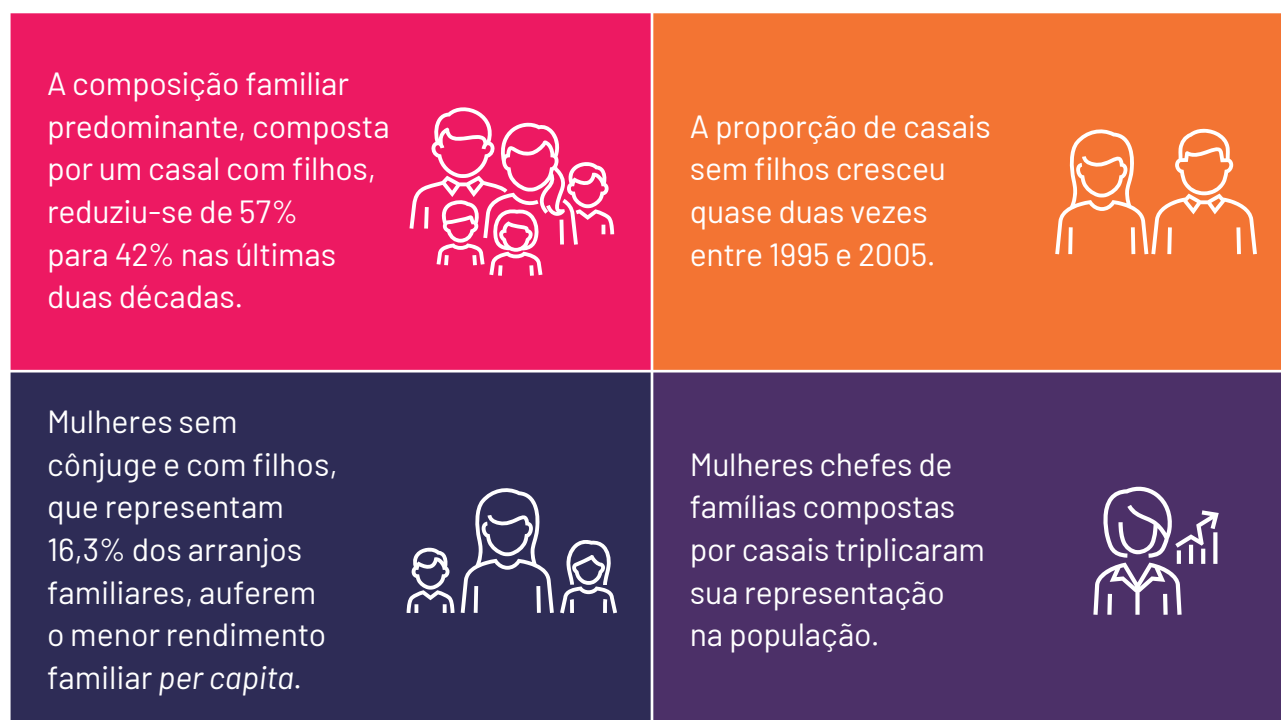 A composição familiar
predominante, composta
por um casal com filhos,
reduziu-se de 57%
para 42% nas últimas
duas décadas.
A proporção de casais
sem filhos cresceu
quase duas vezes
entre 1995 e 2005.
Mulheres sem
cônjuge e com filhos,
que representam
16,3% dos arranjos
familiares, auferem
o menor rendimento
familiar per capita.
Mulheres chefes de
famílias compostas
por casais triplicaram
sua representação
na população.